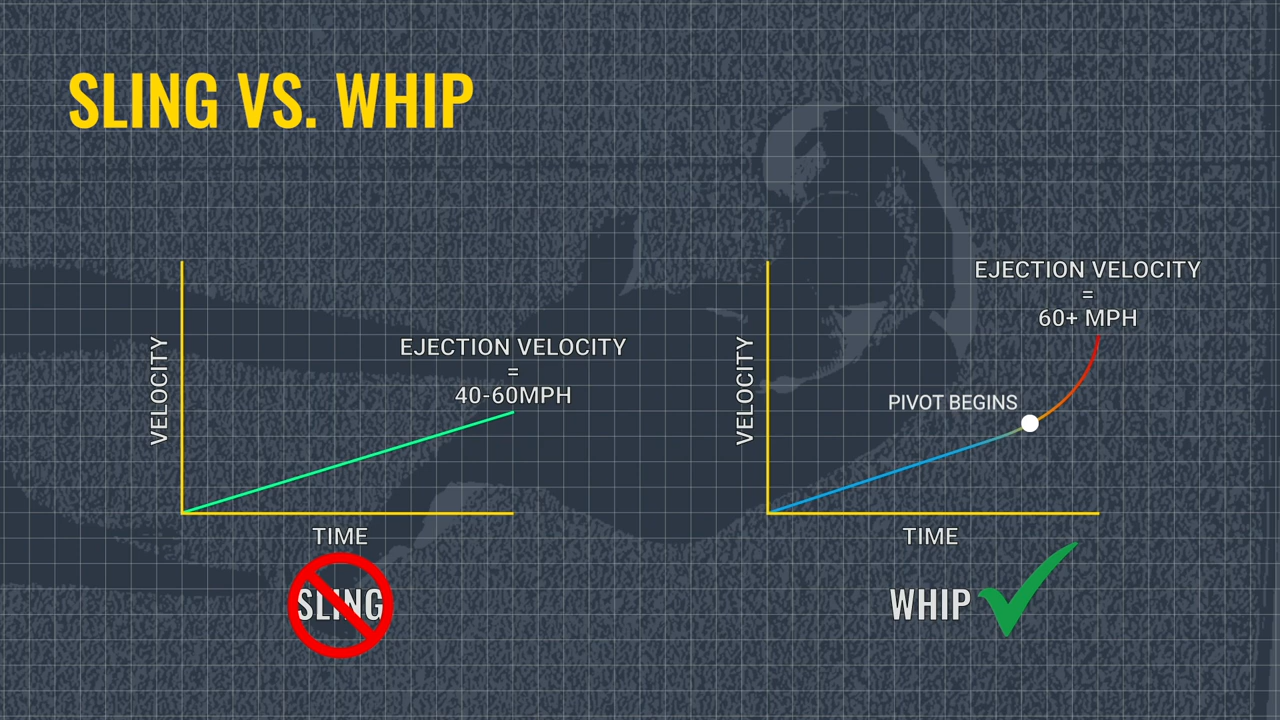 SLING VS. WHIP
EJECTION VELOCITY
=
40-60MPH
VELOCITY
TIME
SLING
EJECTION VELOCITY
=
60+ MPH
PIVOT BEGINS
VELOCITY
TIME
WHIP